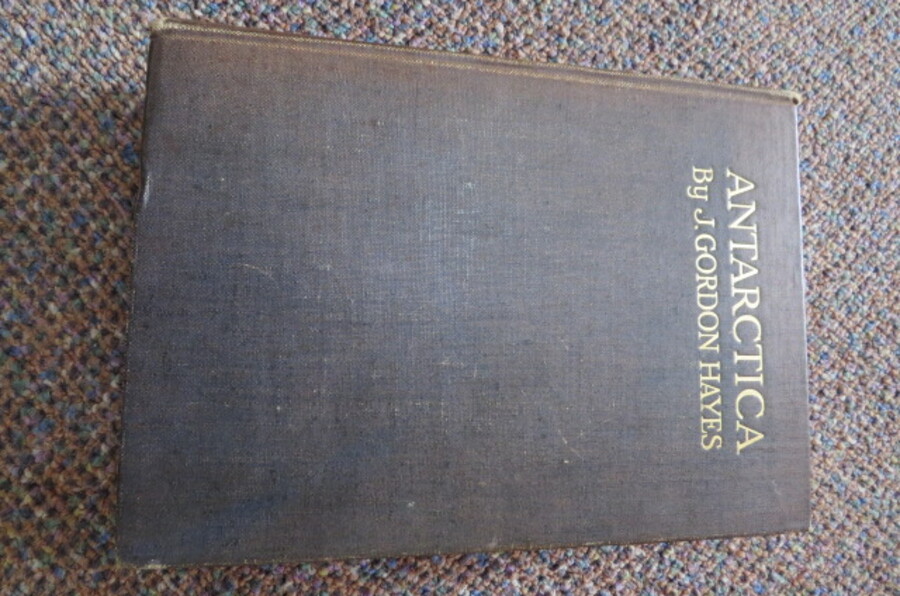 ANTARCTICA
By J. GORDON HAYES